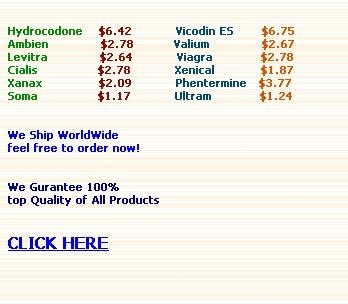 Hydrocodone $6.42 Vicodin ES $6.75
Ambien $2.78 Valium $2.67
Levitra $2.64 Viagra $2.78
Cialis $2.78 Xenical $1.87
Xanax $2.09 Phentermine $3.77
Soma $1.17 Ultram $1.24
We Ship WorldWide
feel free to order now!
We Gurantee 100%
top Quality of All Products
CLICK HERE